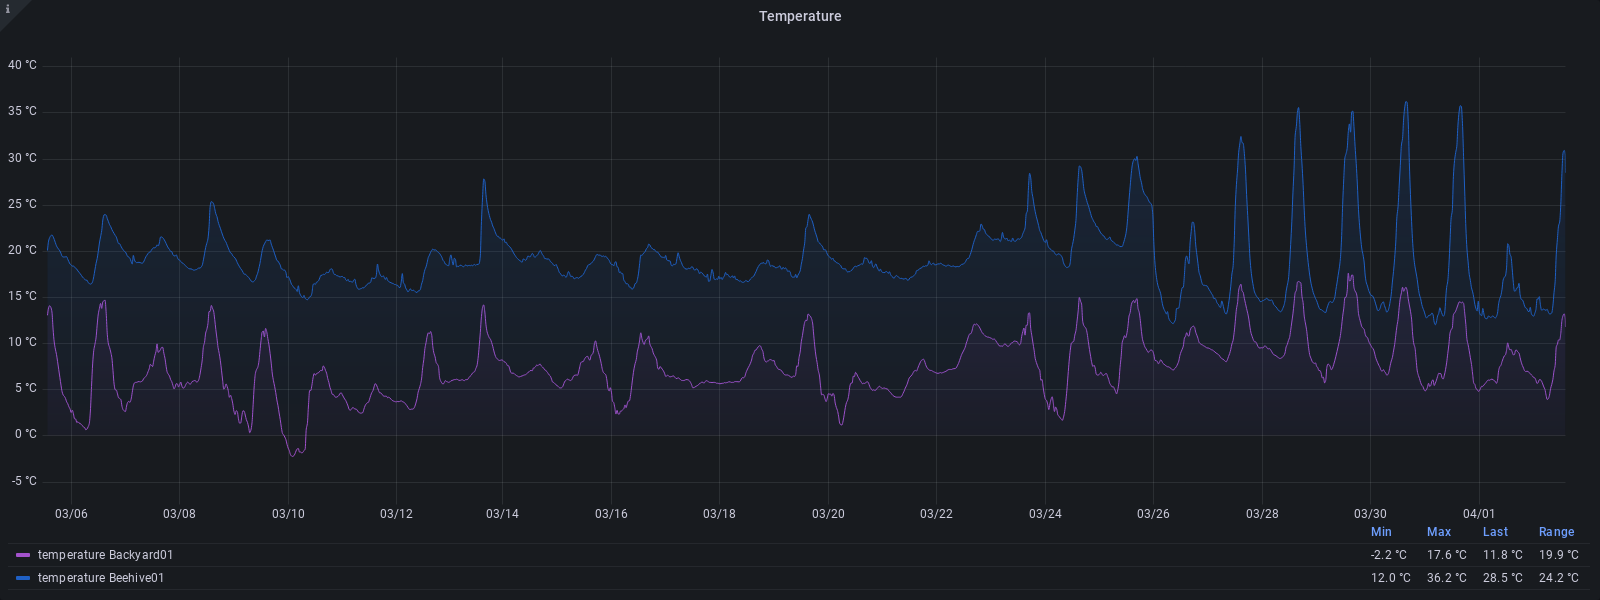 i
Temperature
40 °C
35 °C
30 °C
25 °C
20 °C
15 °C
10 °C
5 °C
0 °C
-5 °C
03/06 03/08 03/10 03/12 03/14 03/16 03/18 03/20 03/22 03/24 03/26 03/28 03/30 04/01
Min Max Last Range
temperature Backyard01 -2.2 °C 17.6 °C 11.8 °C 19.9 °C
temperature Beehive01 12.0 °C 36.2 °C 28.5 °C 24.2 °C